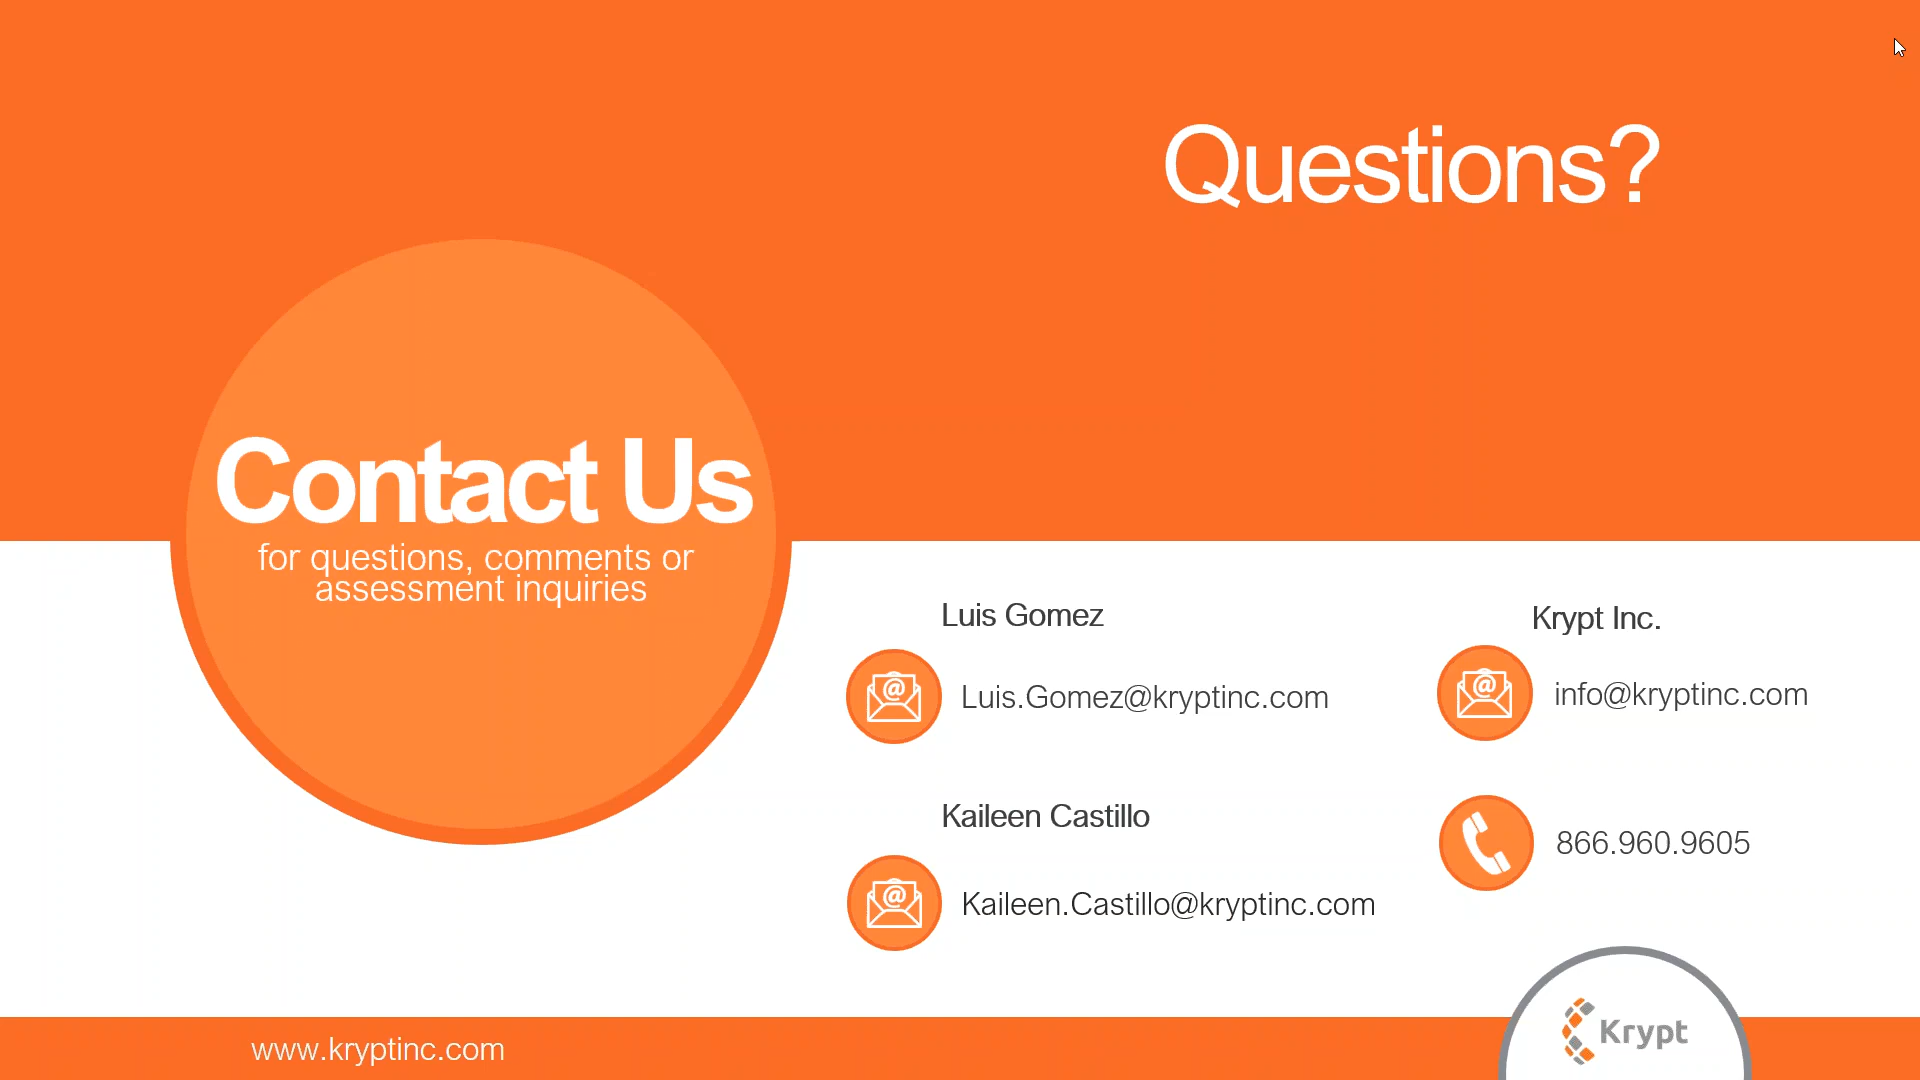 Questions?
Contact Us
for questions, comments or
assessment inquiries
Luis Gomez
Luis.Gomez@kryptinc.com
Kaileen Castillo
Kaileen.Castillo@kryptinc.com
Krypt Inc.
info@kryptinc.com
866.960.9605
www.kryptinc.com
Krypt